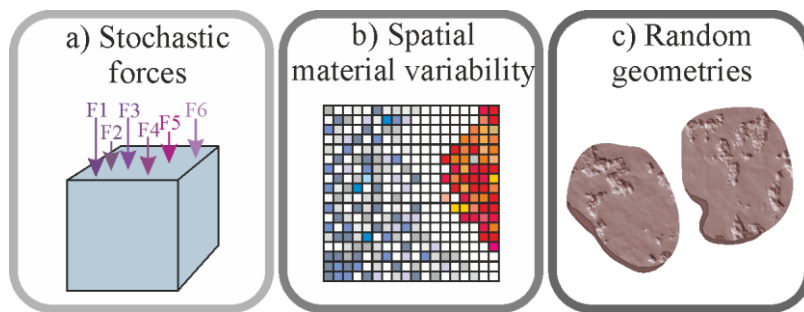 a) Stochastic
forces
F1 F3 F6
F2 F4 F5
b) Spatial
material variability
c) Random
geometries